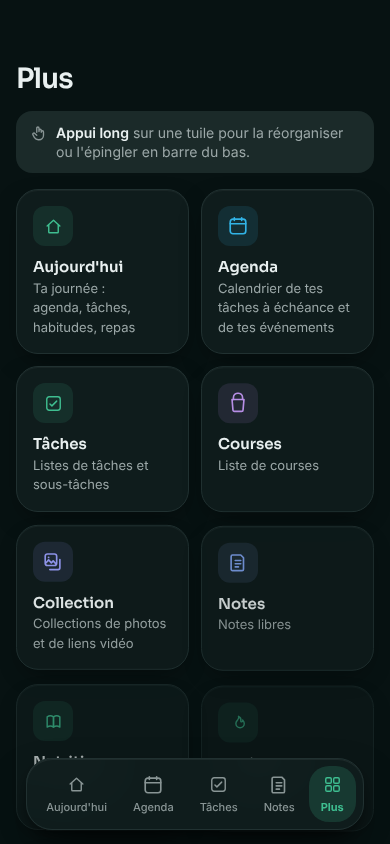 Plus
Appui long sur une tuile pour la réorganiser
ou l'épingler en barre du bas.
Aujourd'hui
Ta journée :
agenda, tâches,
habitudes, repas
Agenda
Calendrier de tes
tâches à échéance et
de tes événements
Tâches
Listes de tâches et
sous-tâches
Courses
Liste de courses
Collection
Collections de photos
et de liens vidéo
Notes
Notes libres
Aujourd'hui
Agenda
Tâches
Notes
Plus